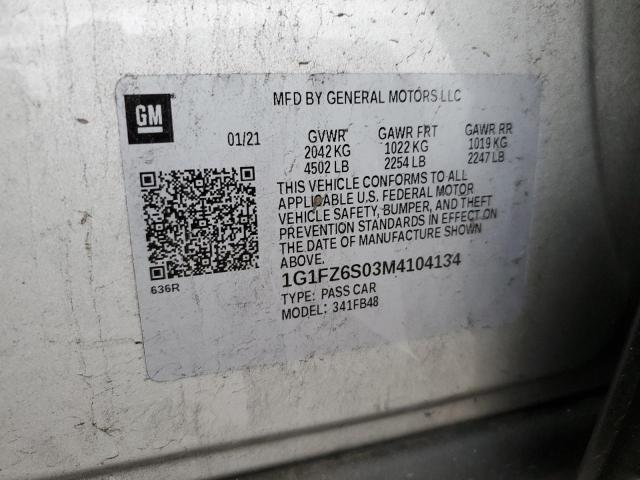 GM
MFD BY GENERAL MOTORS LLC
01/21
GVWR
2042 KG
4502 LB
GAWR FRT
1022 KG
2254 LB
GAWR RR
1019 KG
2247 LB
THIS VEHICLE CONFORMS TO ALL
APPLICABLE U.S. FEDERAL MOTOR
VEHICLE SAFETY, BUMPER, AND THEFT
PREVENTION STANDARDS IN EFFECT ON
THE DATE OF MANUFACTURE SHOWN
ABOVE.
636R
1G1FZ6S03M4104134
TYPE: PASS CAR
MODEL: 341FB48